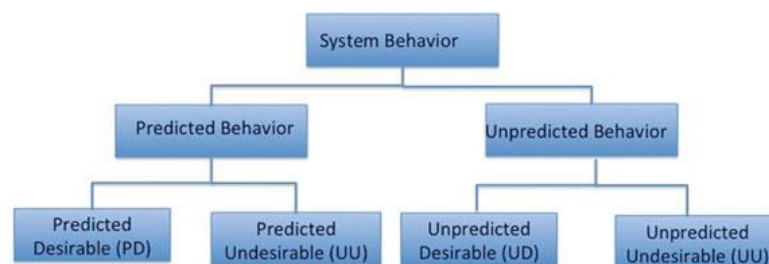 System Behavior
Predicted Behavior
Unpredicted Behavior
Predicted
Desirable (PD)
Predicted
Undesirable (UU)
Unpredicted
Desirable (UD)
Unpredicted
Undesirable (UU)